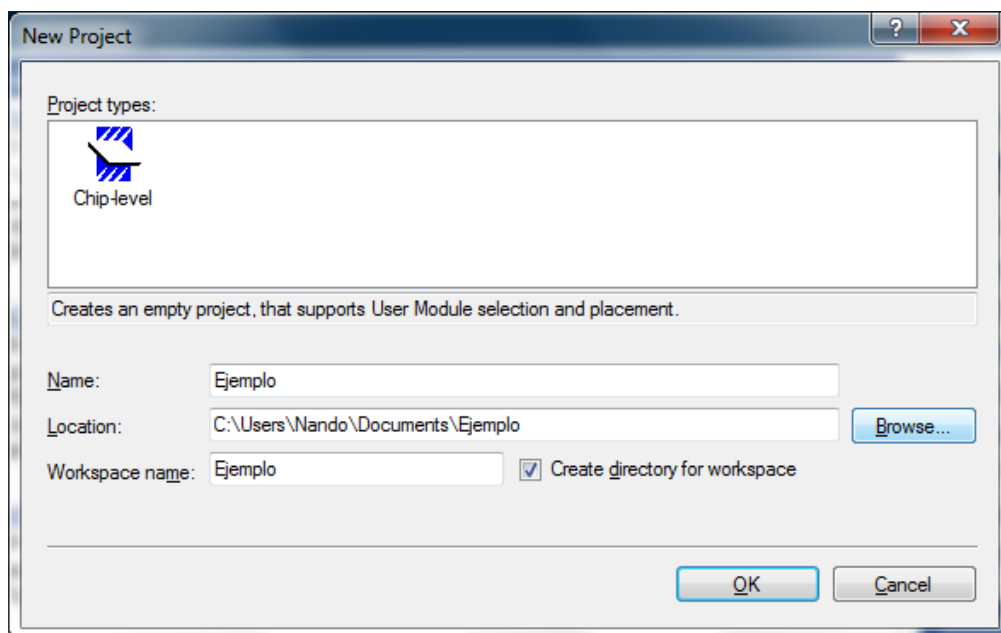 New Project
?
X
Project types:
Chip-level
Creates an empty project, that supports User Module selection and placement.
Name: Ejemplo
Location: C:\Users\Nando\Documents\Ejemplo Browse...
Workspace name: Ejemplo Create directory for workspace
OK Cancel